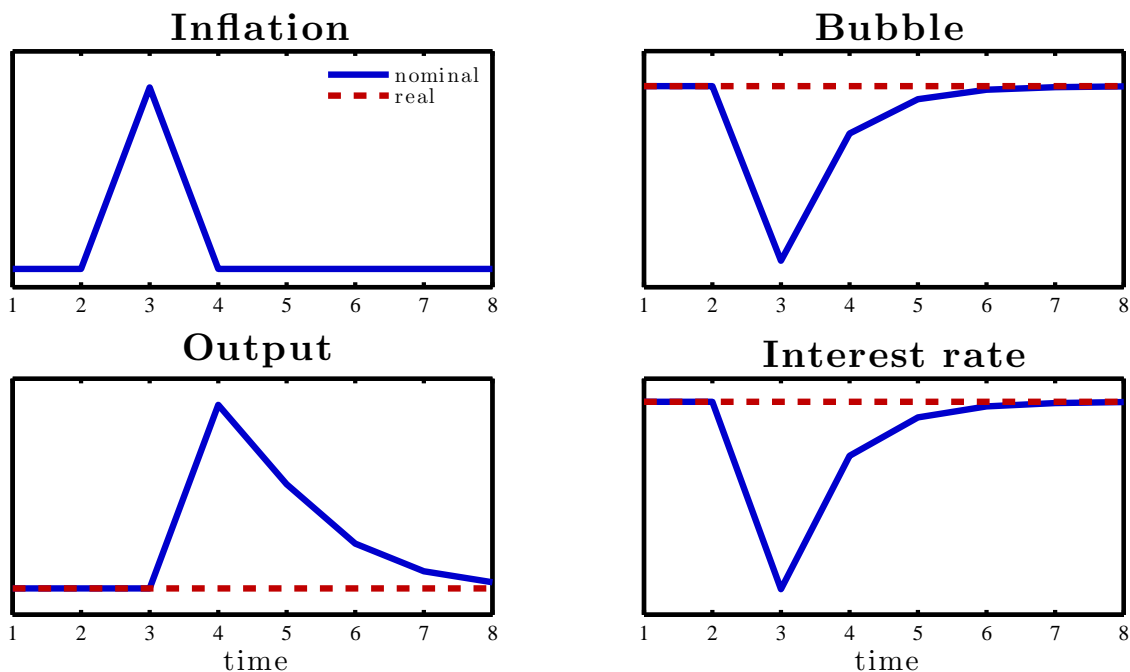 Inflation
Bubble
nominal
real
1 2 3 4 5 6 7 8
1 2 3 4 5 6 7 8
Output
Interest rate
1 2 3 4 5 6 7 8
1 2 3 4 5 6 7 8
time
time